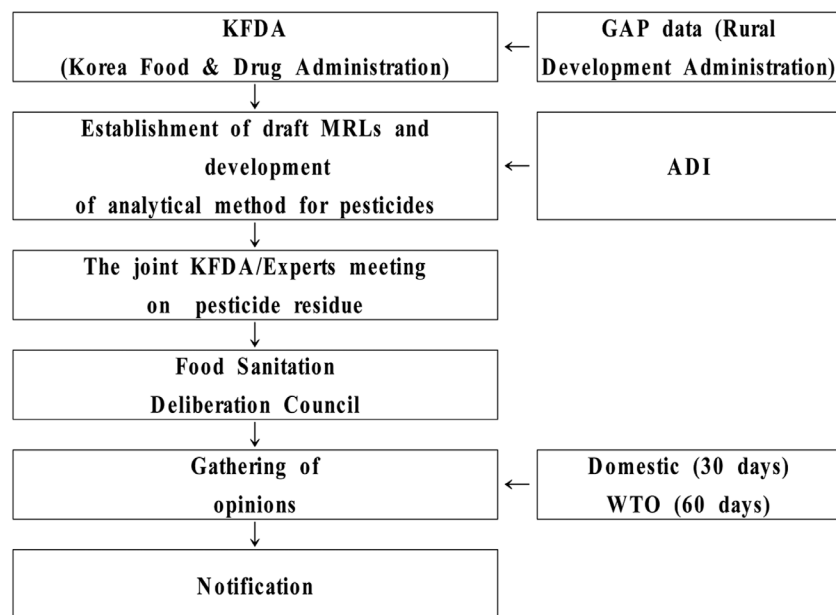 KFDA
(Korea Food & Drug Administration)
GAP data (Rural
Development Administration)
Establishment of draft MRLs and
development
of analytical method for pesticides
ADI
The joint KFDA/Experts meeting
on pesticide residue
Food Sanitation
Deliberation Council
Gathering of
opinions
Domestic (30 days)
WTO (60 days)
Notification